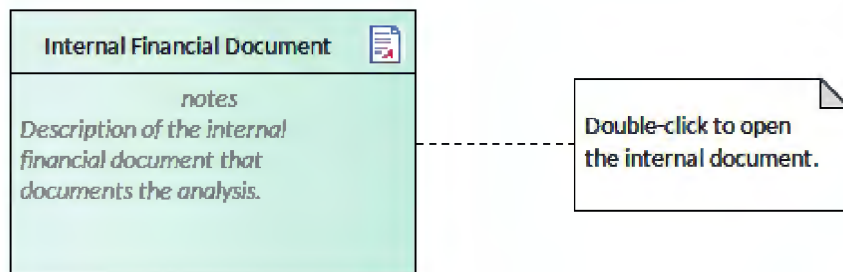 Internal Financial Document
notes
Description of the internal
financial document that
documents the analysis.
Double-click to open
the internal document.